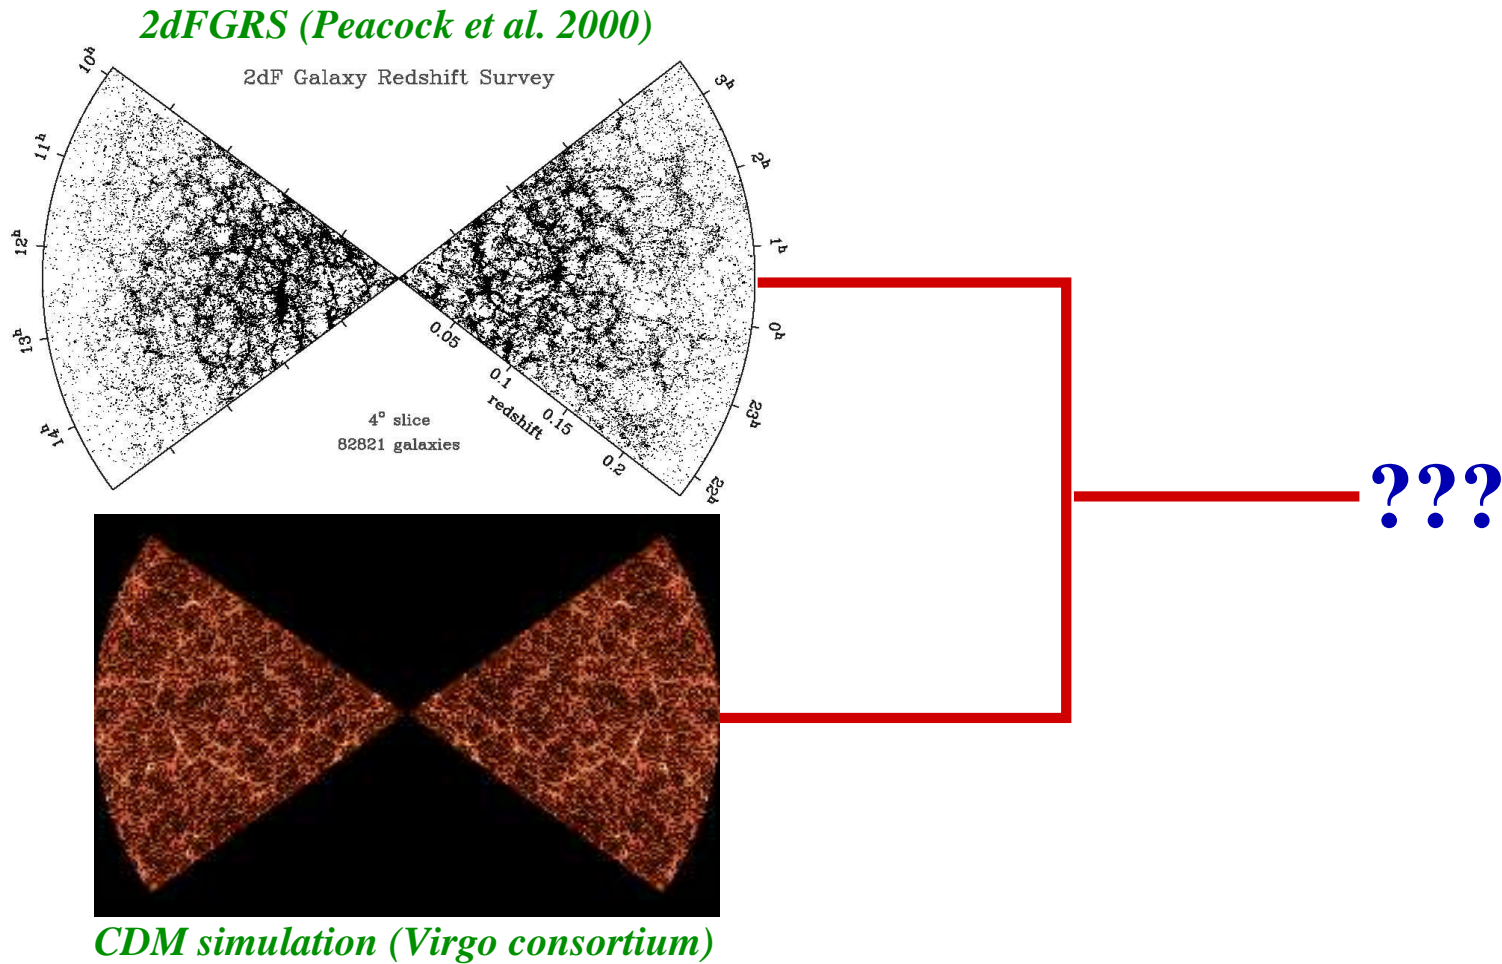 2dFGRS (Peacock et al. 2000)
2dF Galaxy Redshift Survey
10h
11h
12h
13h
14h
3h
2h
1h
0h
23h
22h
0.05
0.1
0.15
0.2
redshift
4° slice
82821 galaxies
???
CDM simulation (Virgo consortium)